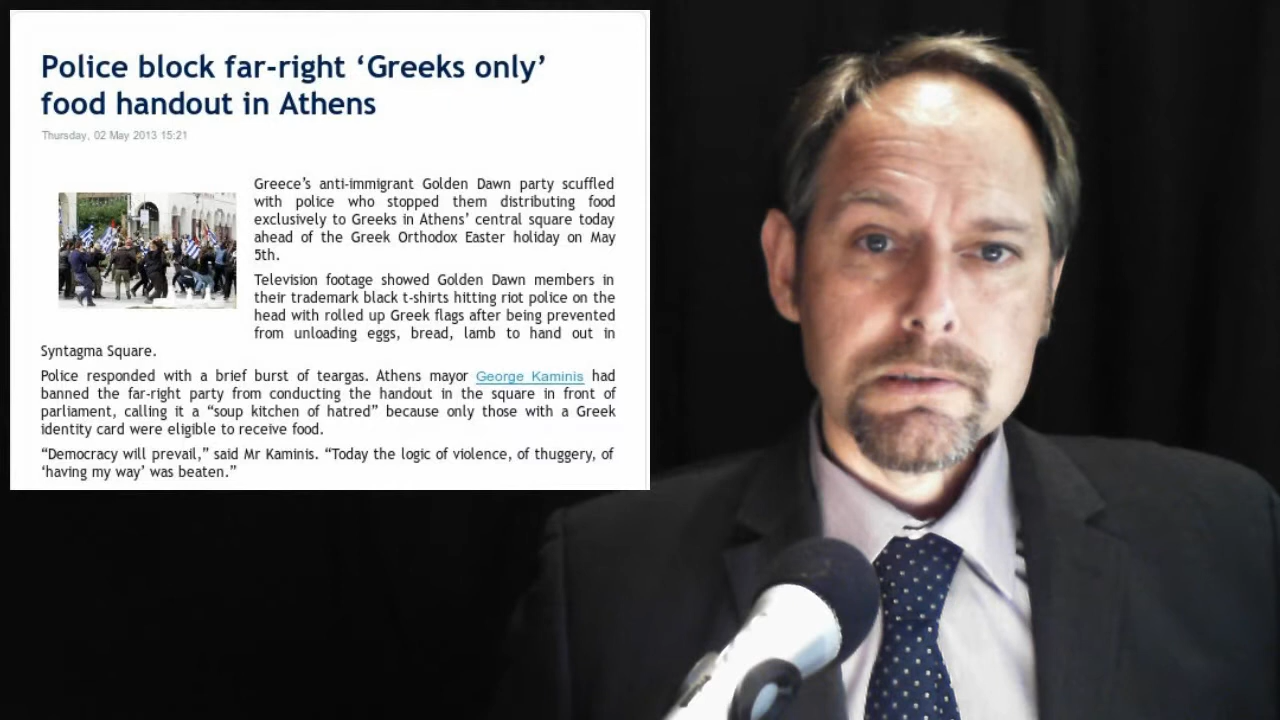 Police block far-right ‘Greeks only’
food handout in Athens
Thursday, 02 May 2013 15:21
Greece’s anti-immigrant Golden Dawn party scuffled
with police who stopped them distributing food
exclusively to Greeks in Athens’ central square today
ahead of the Greek Orthodox Easter holiday on May
5th.
Television footage showed Golden Dawn members in
their trademark black t-shirts hitting riot police on the
head with rolled up Greek flags after being prevented
from unloading eggs, bread, lamb to hand out in
Syntagma Square.
Police responded with a brief burst of teargas. Athens mayor George Kaminis had
banned the far-right party from conducting the handout in the square in front of
parliament, calling it a “soup kitchen of hatred” because only those with a Greek
identity card were eligible to receive food.
“Democracy will prevail,” said Mr Kaminis. “Today the logic of violence, of thuggery, of
‘having my way’ was beaten.”